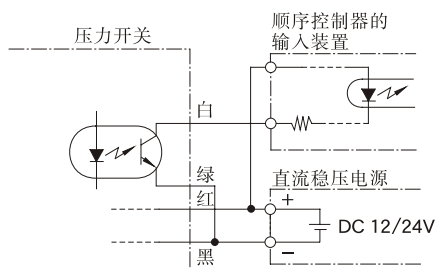 压力开关
顺序控制器的
输入装置
白
绿
红
黑
直流稳压电源
+
DC 12/24V
−